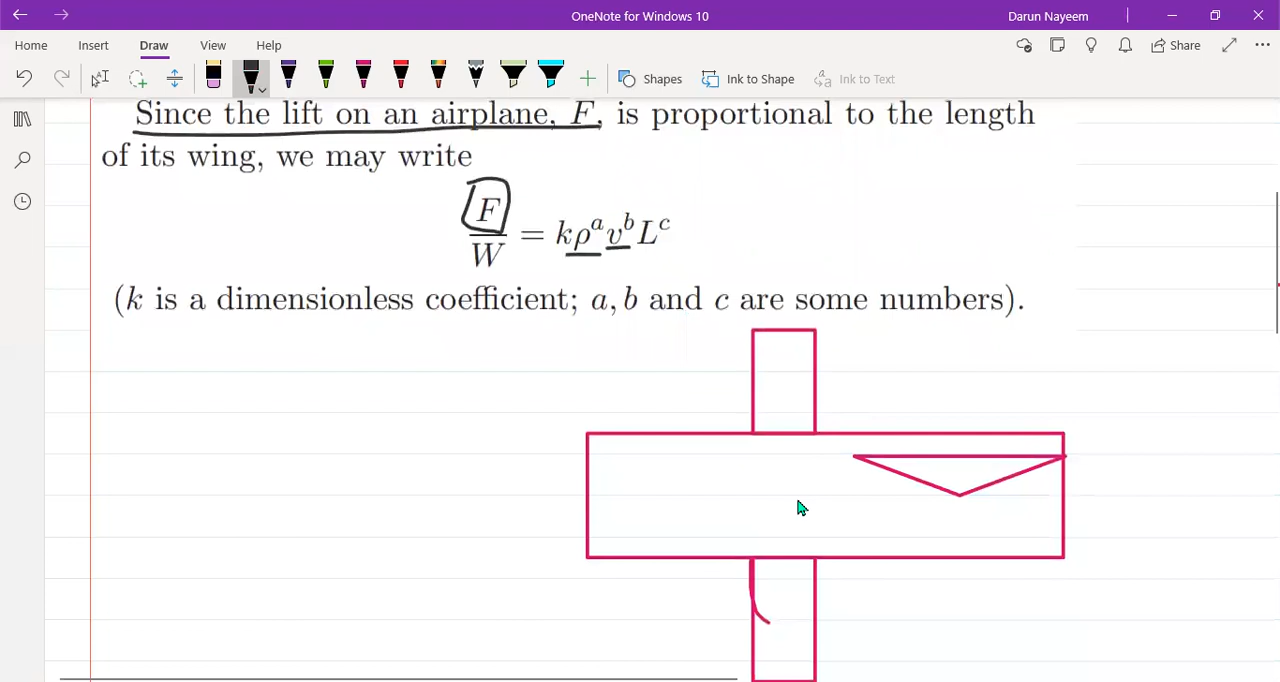 OneNote for Windows 10
Darun Nayeem
Home Insert Draw View Help
Share
Shapes Ink to Shape Ink to Text
Since the lift on an airplane, F, is proportional to the length
of its wing, we may write
F/W = kρ^a v^b L^c
(k is a dimensionless coefficient; a, b and c are some numbers).